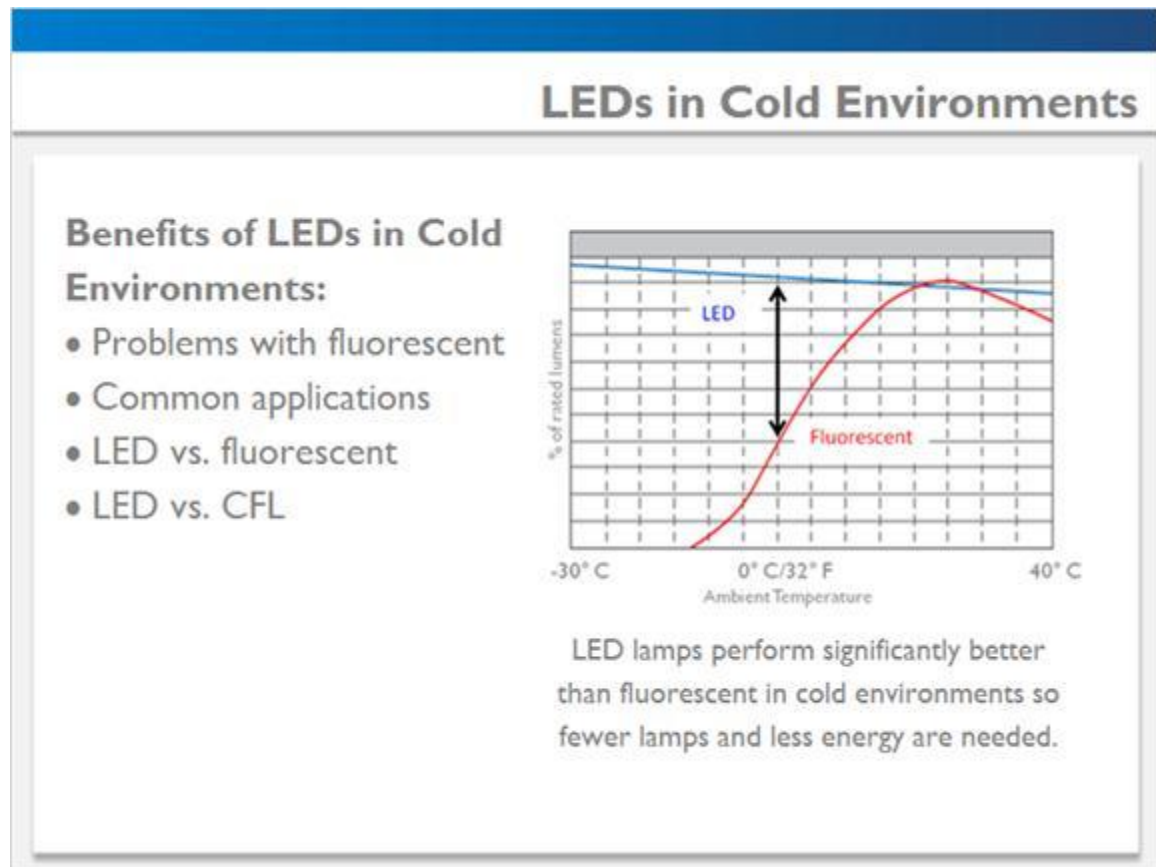 LEDs in Cold Environments
Benefits of LEDs in Cold
Environments:
• Problems with fluorescent
• Common applications
• LED vs. fluorescent
• LED vs. CFL
% of rated lumens
LED
Fluorescent
-30° C
0° C/32° F
40° C
Ambient Temperature
LED lamps perform significantly better
than fluorescent in cold environments so
fewer lamps and less energy are needed.